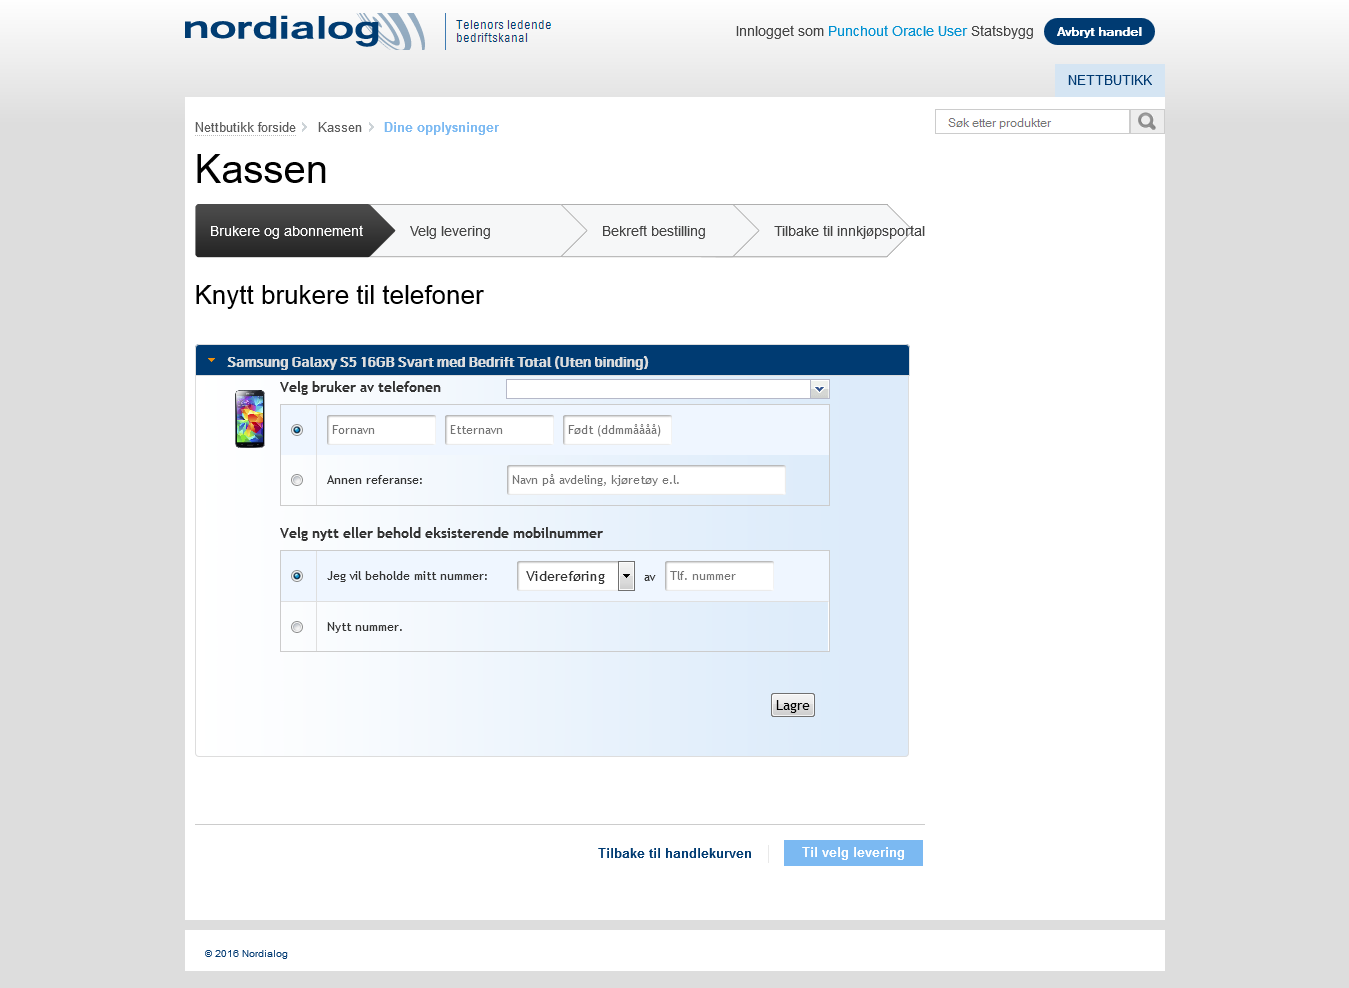 nordialog
Telenors ledende
bedriftskanal
Innlogget som Punchout Oracle User Statsbygg
Avbryt handel
NETTBUTIKK
Nettbutikk forside
Kassen
Dine opplysninger
Søk etter produkter
Kassen
Brukere og abonnement
Velg levering
Bekreft bestilling
Tilbake til innkjøpsportal
Knytt brukere til telefoner
Samsung Galaxy S5 16GB Svart med Bedrift Total (Uten binding)
Velg bruker av telefonen
Fornavn
Etternavn
Født (ddmmåååå)
Annen referanse:
Navn på avdeling, kjøretøy e.l.
Velg nytt eller behold eksisterende mobilnummer
Jeg vil beholde mitt nummer:
Videreføring
av
Tlf. nummer
Nytt nummer.
Lagre
Tilbake til handlekurven
Til velg levering
© 2016 Nordialog